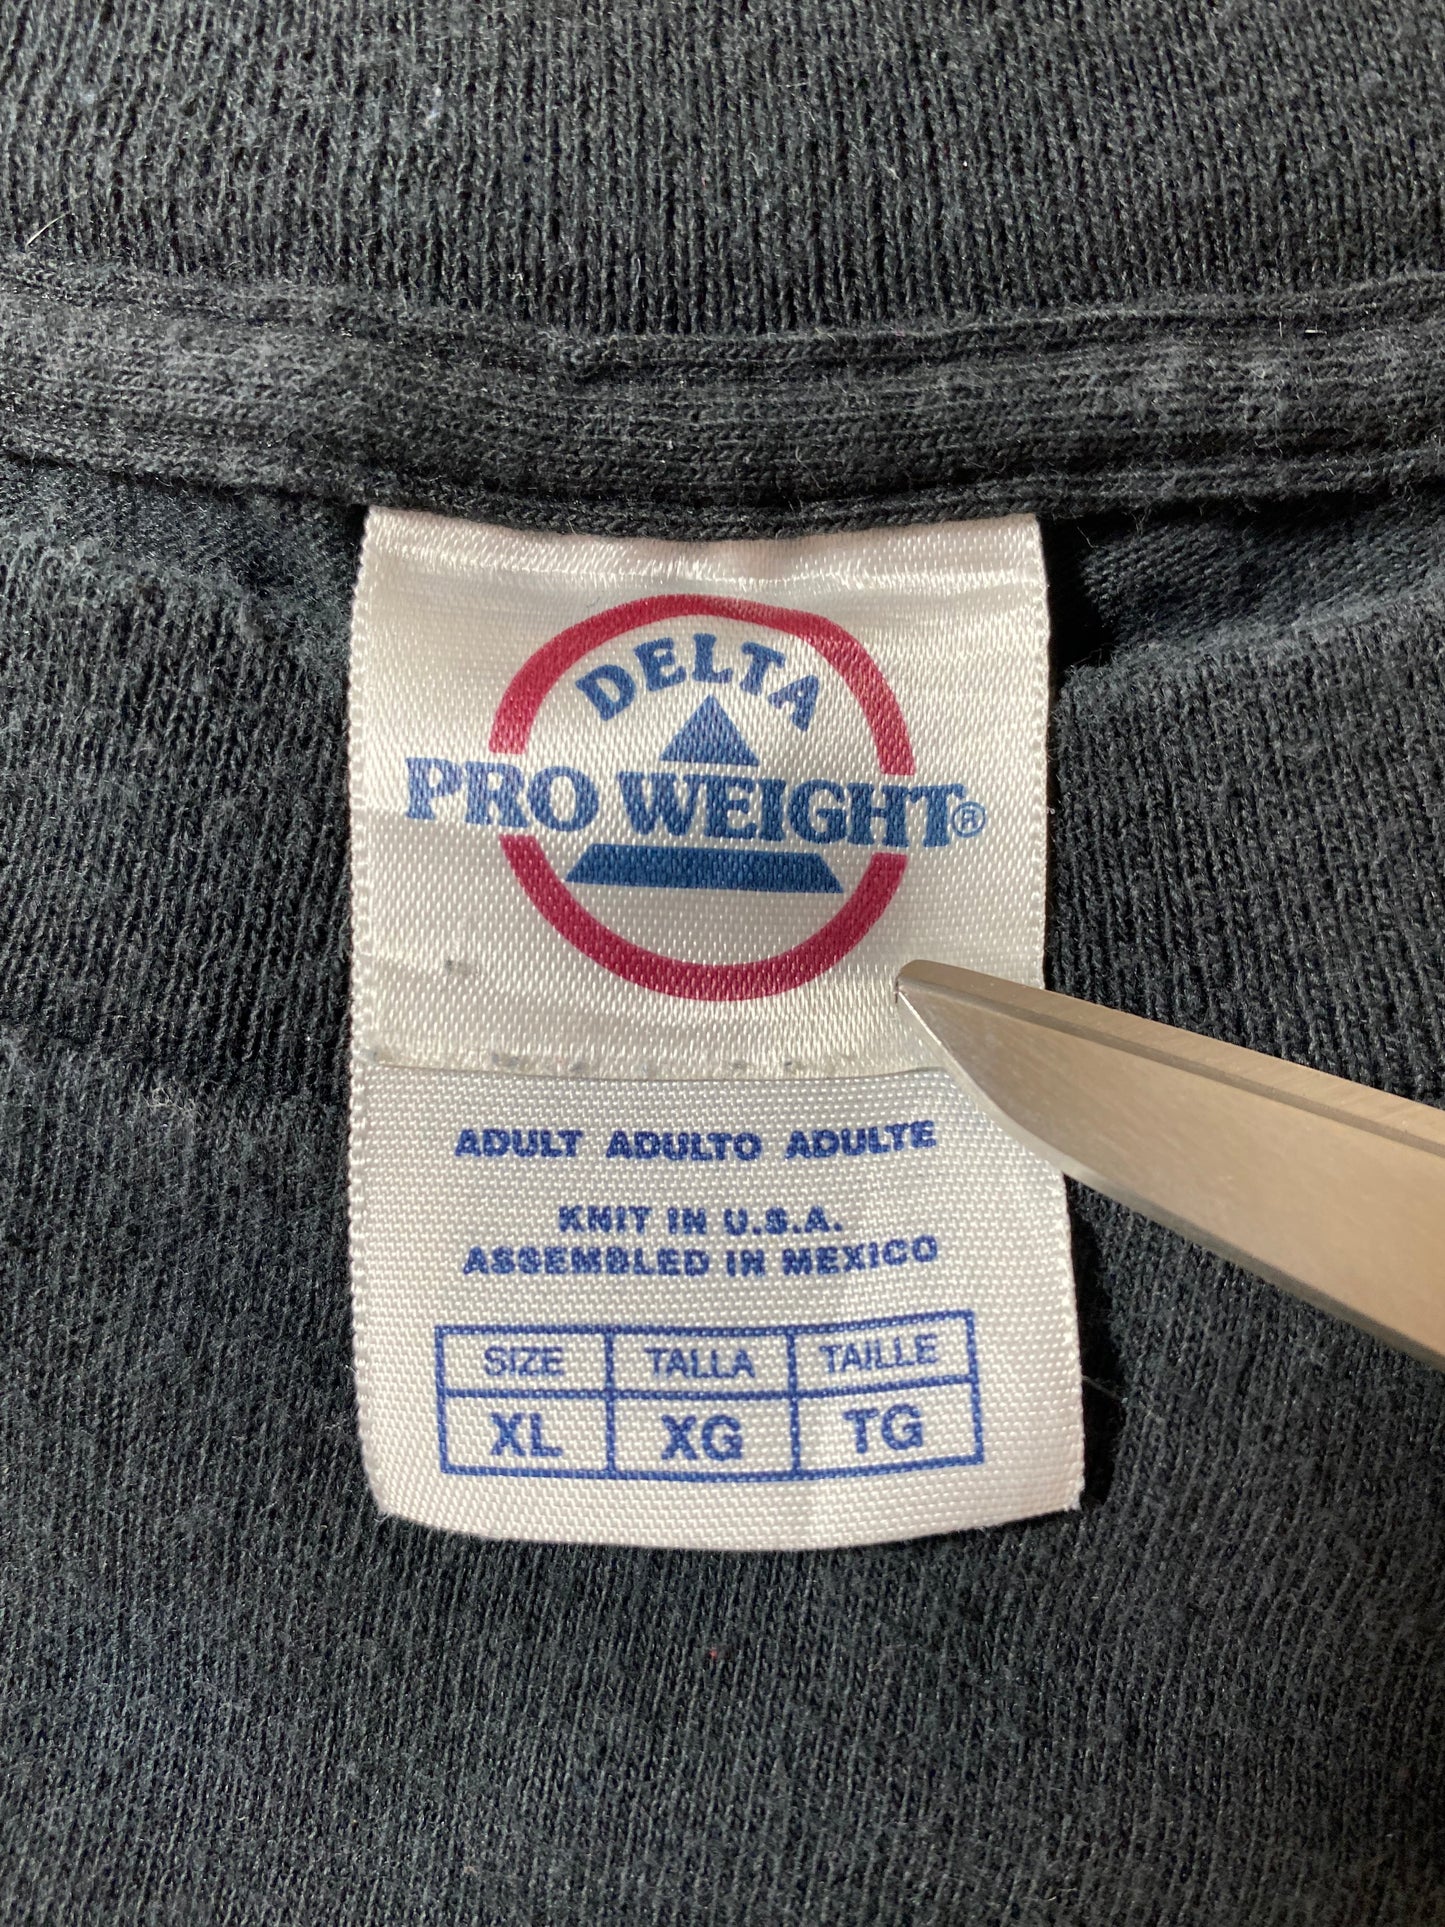 DELTA
PRO WEIGHT®
ADULT ADULTO ADULTE
KNIT IN U.S.A.
ASSEMBLED IN MEXICO
SIZE TALLA TAILLE
XL XG TG